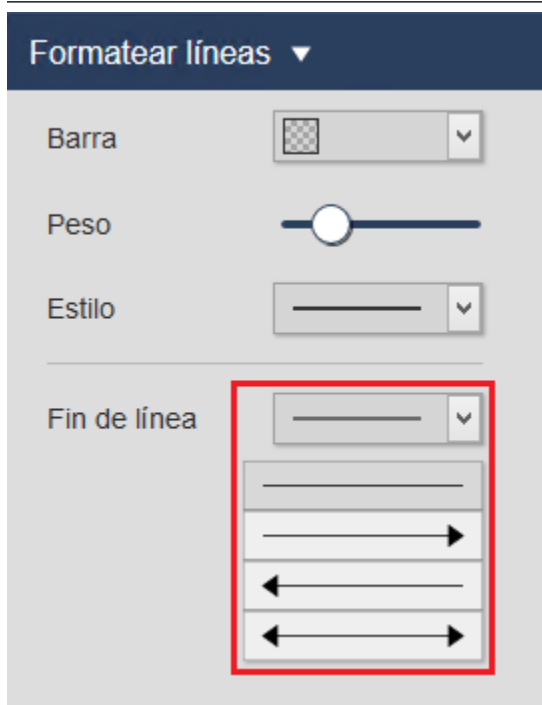 Formatear líneas
Barra
Peso
Estilo
Fin de línea